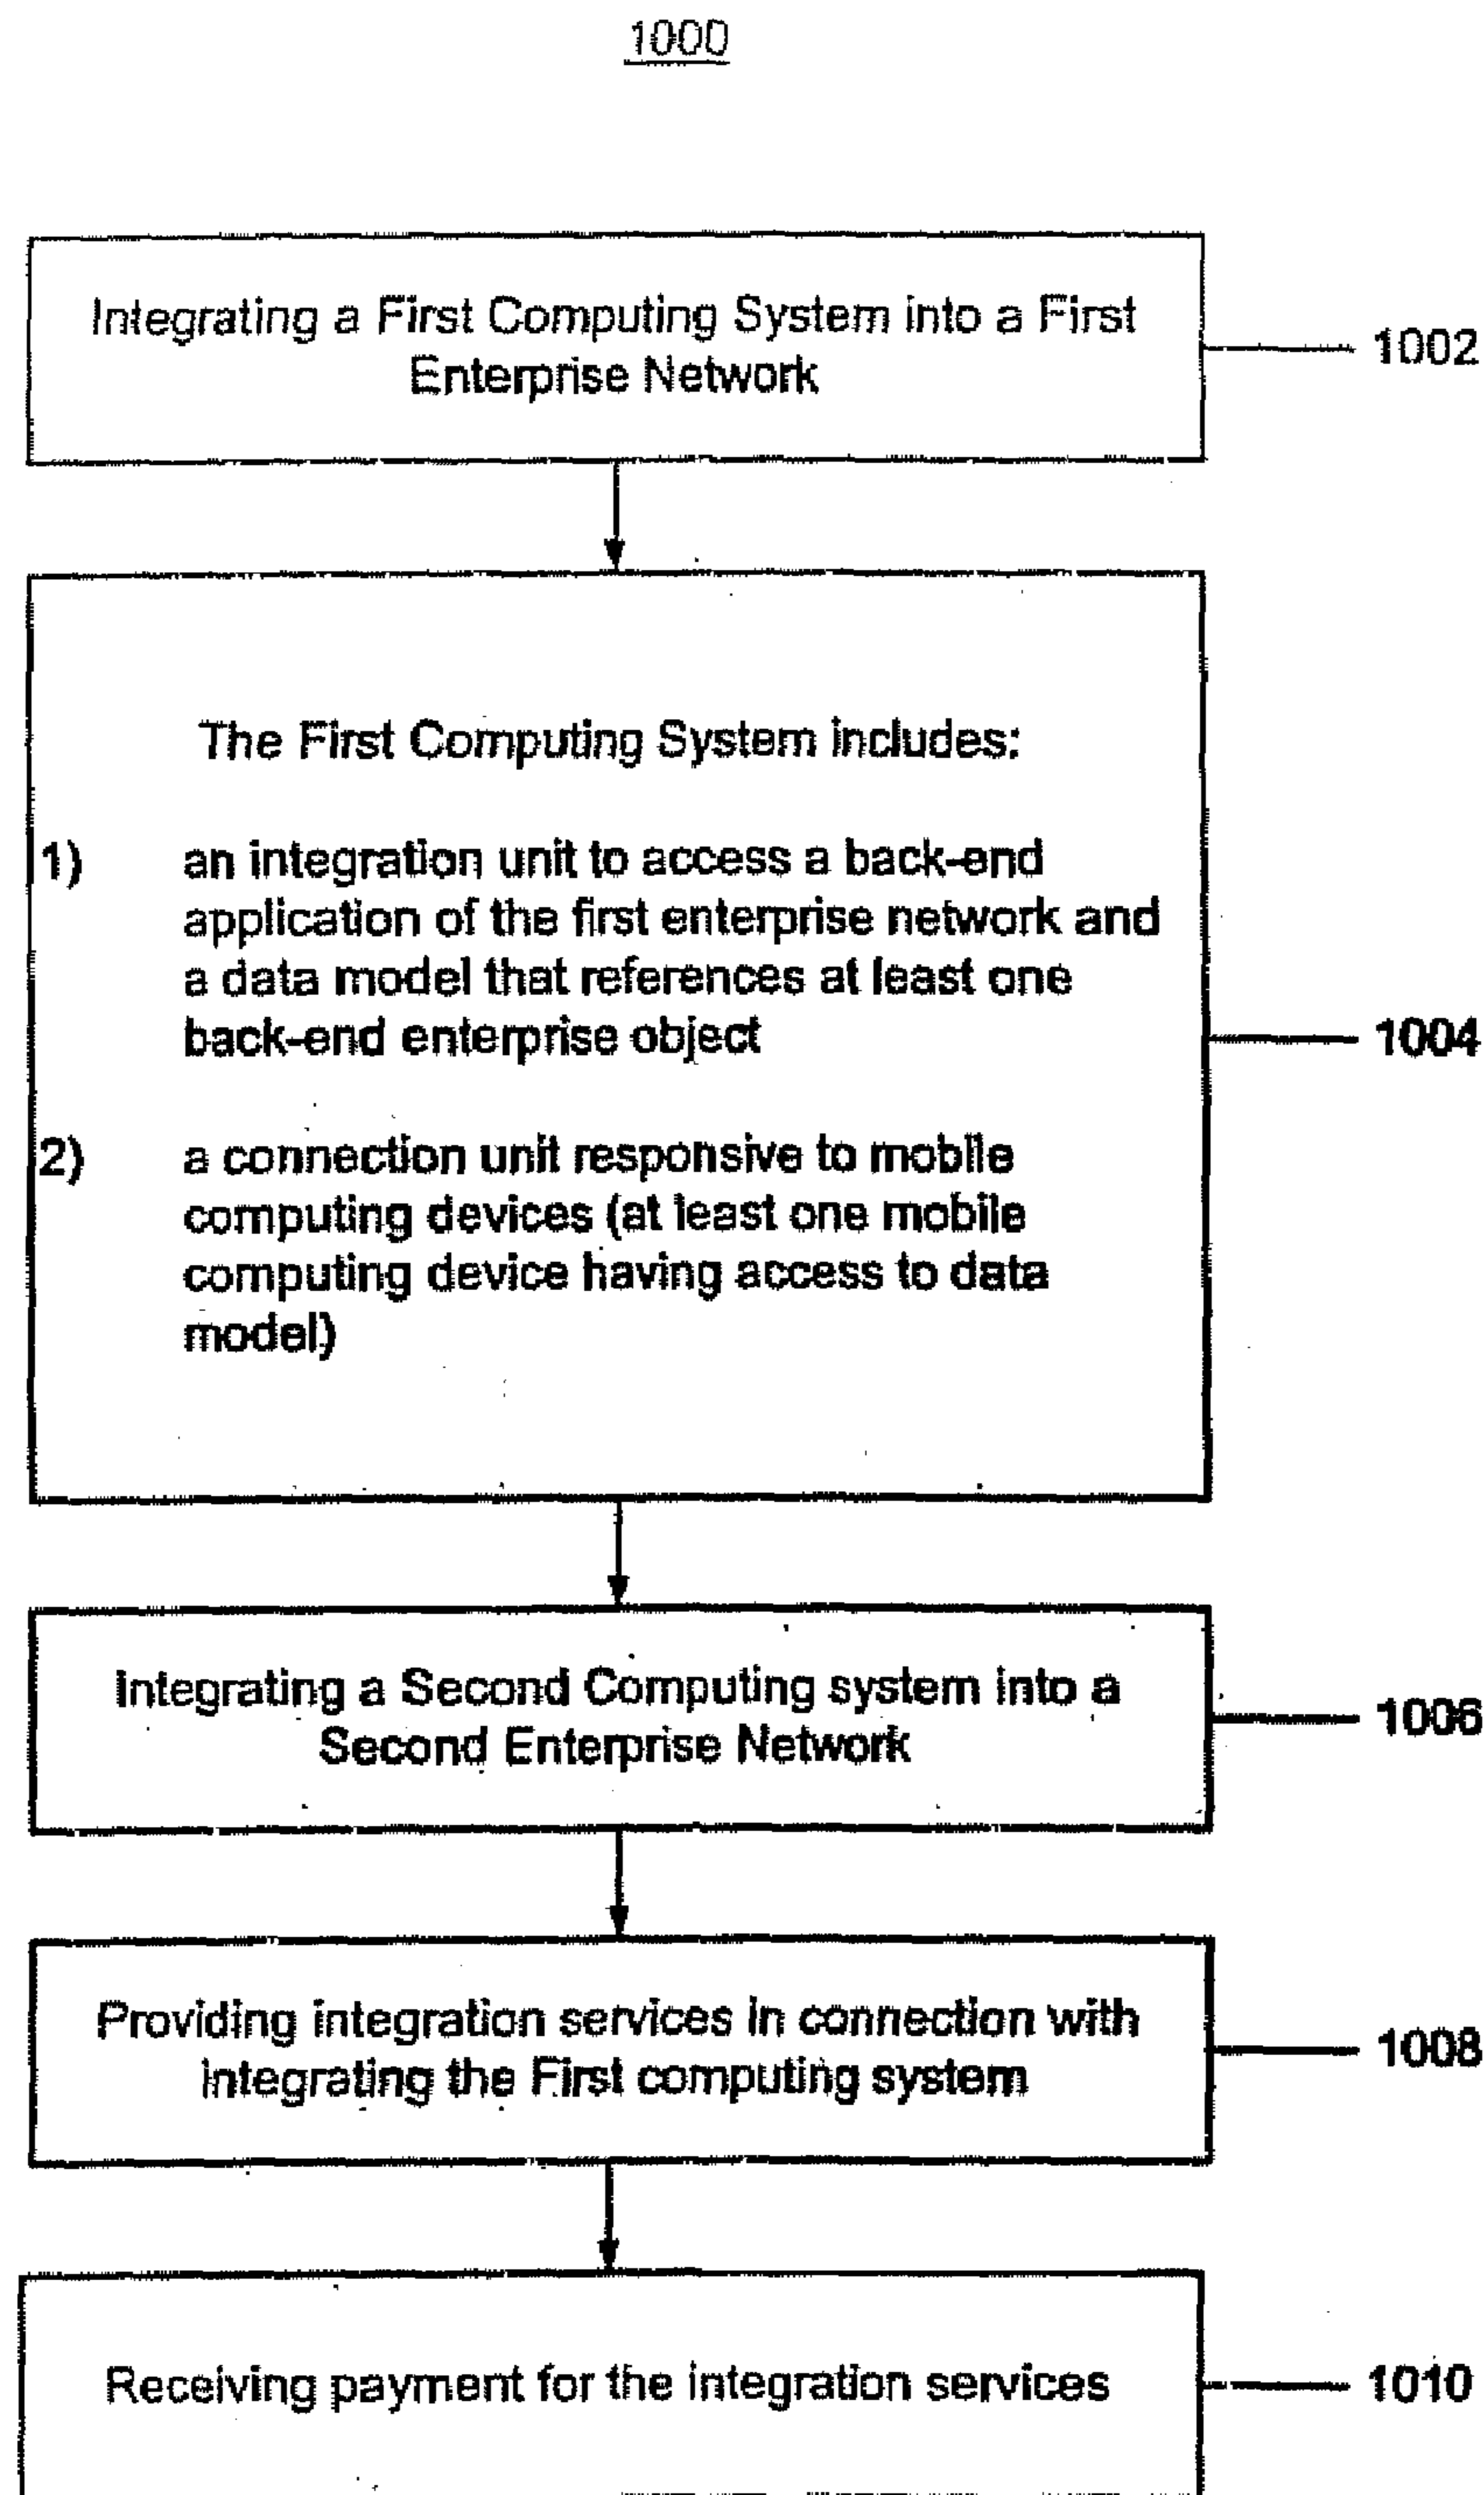 1000
Integrating a First Computing System into a First
Enterprise Network
1002
The First Computing System includes:
1) an integration unit to access a back-end
application of the first enterprise network and
a data model that references at least one
back-end enterprise object
1004
2) a connection unit responsive to mobile
computing devices (at least one mobile
computing device having access to data
model)
Integrating a Second Computing system into a
Second Enterprise Network
1006
Providing integration services in connection with
integrating the First computing system
1008
Receiving payment for the integration services
1010